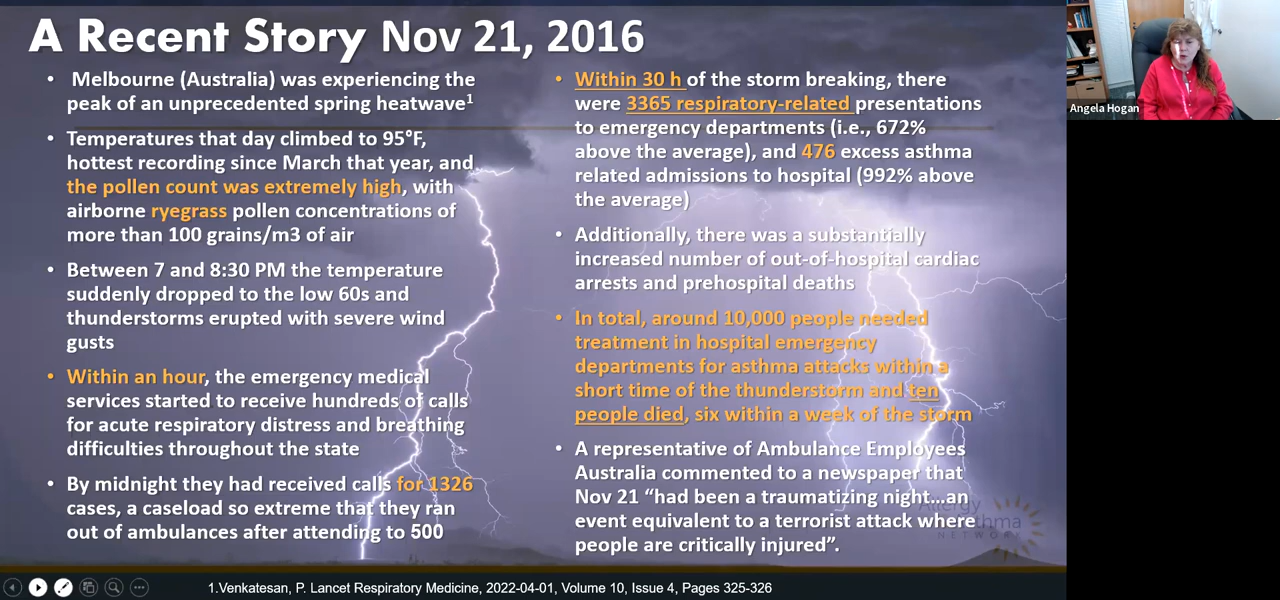 A Recent Story Nov 21, 2016
• Melbourne (Australia) was experiencing the
peak of an unprecedented spring heatwave1
• Temperatures that day climbed to 95°F,
hottest recording since March that year, and
the pollen count was extremely high, with
airborne ryegrass pollen concentrations of
more than 100 grains/m3 of air
• Between 7 and 8:30 PM the temperature
suddenly dropped to the low 60s and
thunderstorms erupted with severe wind
gusts
• Within an hour, the emergency medical
services started to receive hundreds of calls
for acute respiratory distress and breathing
difficulties throughout the state
• By midnight they had received calls for 1326
cases, a caseload so extreme that they ran
out of ambulances after attending to 500
• Within 30 h of the storm breaking, there
were 3365 respiratory-related presentations
to emergency departments (i.e., 672%
above the average), and 476 excess asthma
related admissions to hospital (992% above
the average)
• Additionally, there was a substantially
increased number of out-of-hospital cardiac
arrests and prehospital deaths
• In total, around 10,000 people needed
treatment in hospital emergency
departments for asthma attacks within a
short time of the thunderstorm and ten
people died, six within a week of the storm
• A representative of Ambulance Employees
Australia commented to a newspaper that
Nov 21 “had been a traumatizing night...an
event equivalent to a terrorist attack where
people are critically injured”.
Allergy
Asthma
NETWORK
1.Venkatesan, P. Lancet Respiratory Medicine, 2022-04-01, Volume 10, Issue 4, Pages 325-326
Angela Hogan